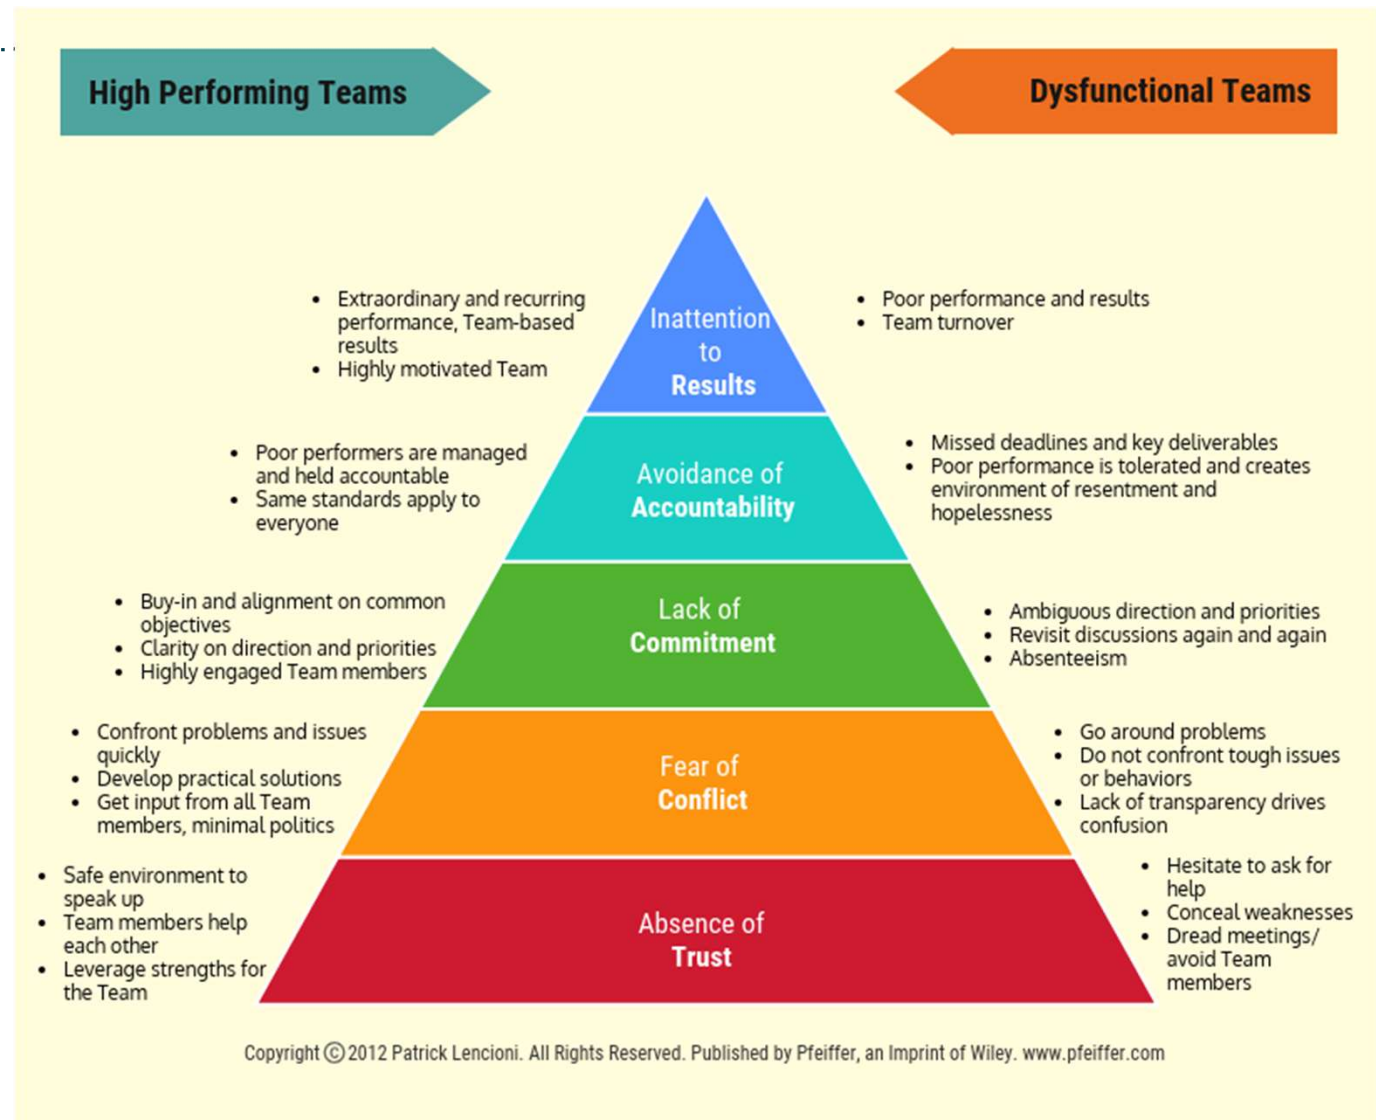 High Performing Teams
Dysfunctional Teams
• Extraordinary and recurring
performance, Team-based
results
• Highly motivated Team
Inattention
to
Results
• Poor performance and results
• Team turnover
• Poor performers are managed
and held accountable
• Same standards apply to
everyone
Avoidance of
Accountability
• Missed deadlines and key deliverables
• Poor performance is tolerated and creates
environment of resentment and
hopelessness
• Buy-in and alignment on common
objectives
• Clarity on direction and priorities
• Highly engaged Team members
Lack of
Commitment
• Ambiguous direction and priorities
• Revisit discussions again and again
• Absenteeism
• Confront problems and issues
quickly
• Develop practical solutions
• Get input from all Team
members, minimal politics
Fear of
Conflict
• Go around problems
• Do not confront tough issues
or behaviors
• Lack of transparency drives
confusion
• Safe environment to
speak up
• Team members help
each other
• Leverage strengths for
the Team
Absence of
Trust
• Hesitate to ask for
help
• Conceal weaknesses
• Dread meetings/
avoid Team
members
Copyright © 2012 Patrick Lencioni. All Rights Reserved. Published by Pfeiffer, an Imprint of Wiley. www.pfeiffer.com